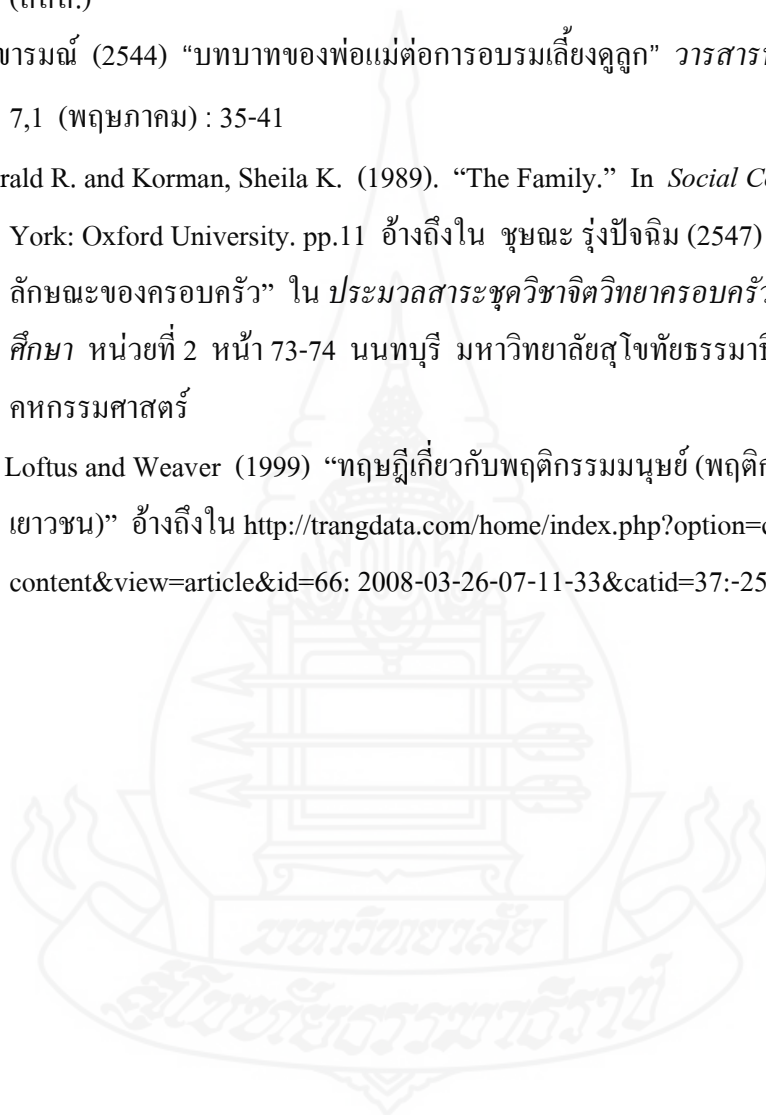 (สสส.)
ขารมณ์ (2544) “บทบาทของพ่อแม่ต่อการอบรมเลี้ยงดูลูก” วารสาร
7,1 (พฤษภาคม) : 35-41
rald R. and Korman, Sheila K. (1989). “The Family.” In Social
York: Oxford University. pp.11 อ้างถึงใน ชุษณะ รุ่งปัจฉิม (2547)
ลักษณะของครอบครัว” ใน ประมวลสาระชุดวิชาจิตวิทยาครอบครัว
ศึกษา หน่วยที่ 2 หน้า 73-74 นนทบุรี มหาวิทยาลัยสุโขทัยธรรมาธิ
คหกรรมศาสตร์
Loftus and Weaver (1999) “ทฤษฎีเกี่ยวกับพฤติกรรมมนุษย์ (พฤติก
เยาวชน)” อ้างถึงใน http://trangdata.com/home/index.php?option=c
content&view=article&id=66: 2008-03-26-07-11-33&catid=37:-25
มหาวิทยาลัย
สุโขทัยธรรมาธิราช